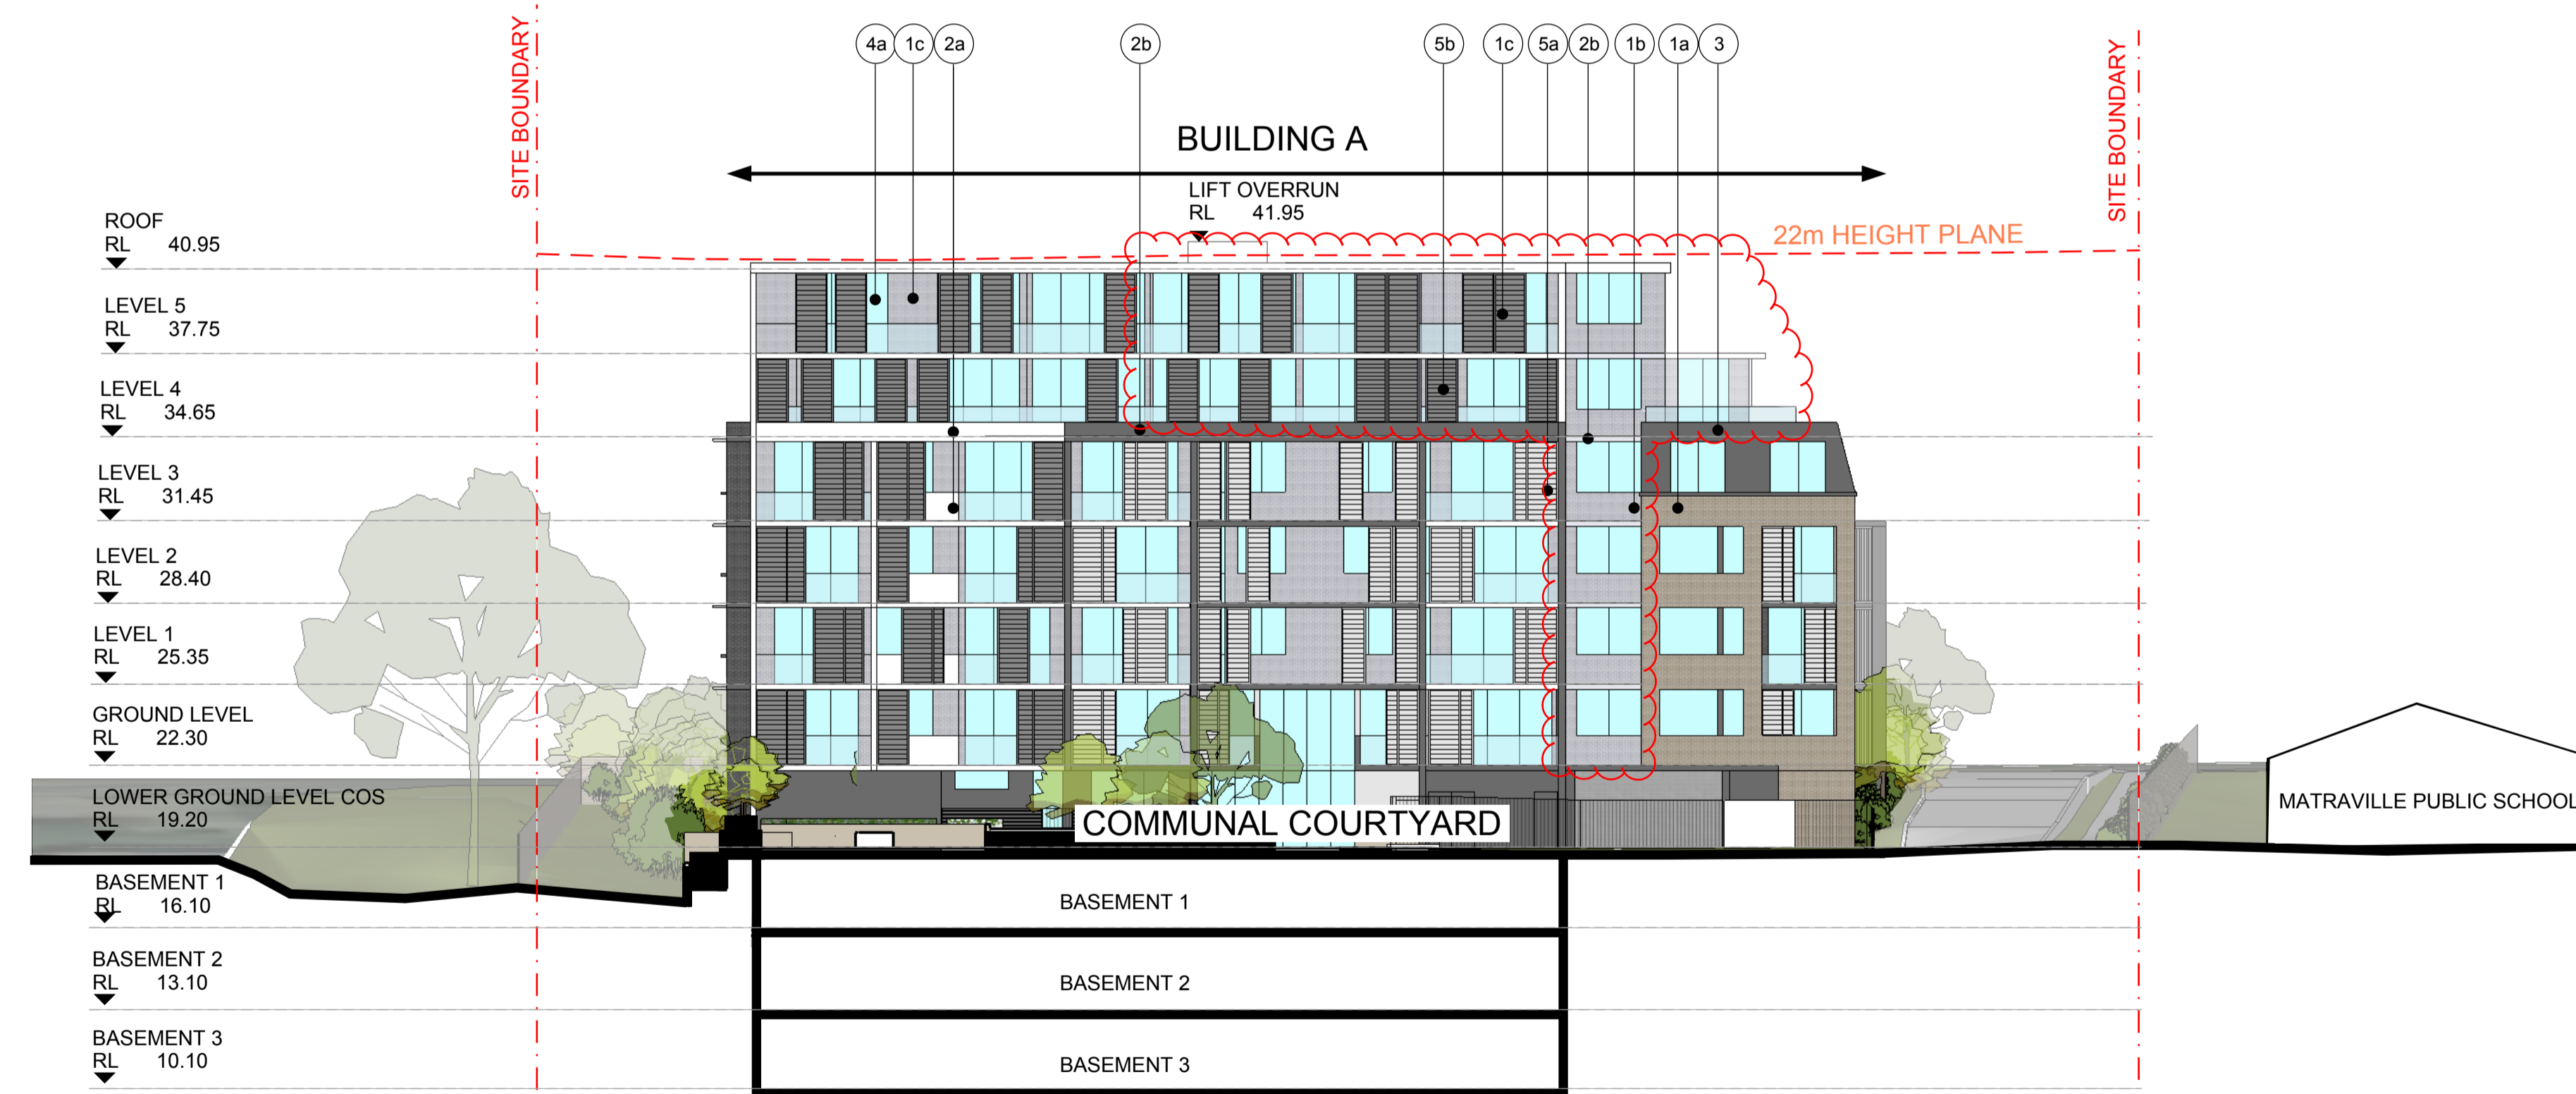 4a 1c 2a 2b 5b 1c 5a 2b 1b 1a 3
SITE BOUNDARY
SITE BOUNDARY
BUILDING A
LIFT OVERRUN
RL 41.95
22m HEIGHT PLANE
ROOF
RL 40.95
LEVEL 5
RL 37.75
LEVEL 4
RL 34.65
LEVEL 3
RL 31.45
LEVEL 2
RL 28.40
LEVEL 1
RL 25.35
GROUND LEVEL
RL 22.30
LOWER GROUND LEVEL COS
RL 19.20
COMMUNAL COURTYARD
MATRAVILLE PUBLIC SCHOOL
BASEMENT 1
RL 16.10
BASEMENT 1
BASEMENT 2
RL 13.10
BASEMENT 2
BASEMENT 3
RL 10.10
BASEMENT 3